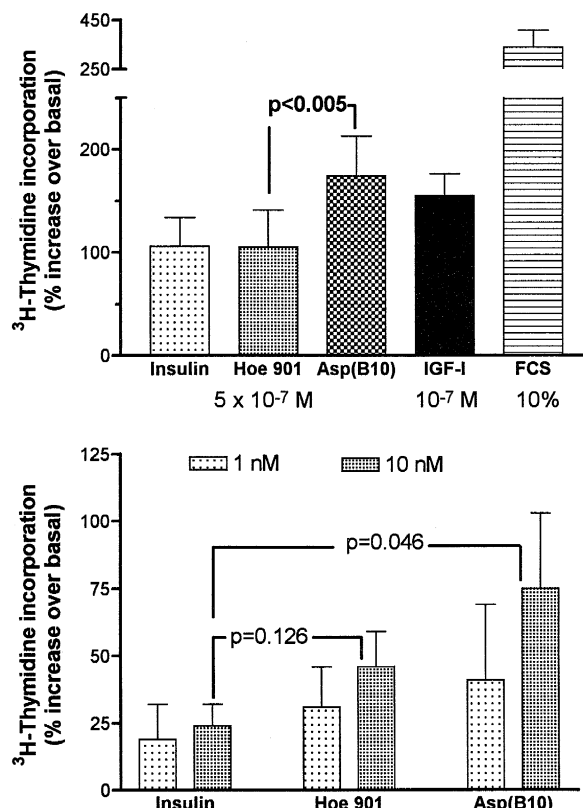 450
250
200
100
0
³H-Thymidine incorporation
(% increase over basal)
p<0.005
Insulin Hoe 901 Asp(B10) IGF-I FCS
5 x 10⁻⁷ M 10⁻⁷ M 10%
125
100
75
50
25
0
³H-Thymidine incorporation
(% increase over basal)
1 nM 10 nM
p=0.046
p=0.126
Insulin Hoe 901 Asp(B10)